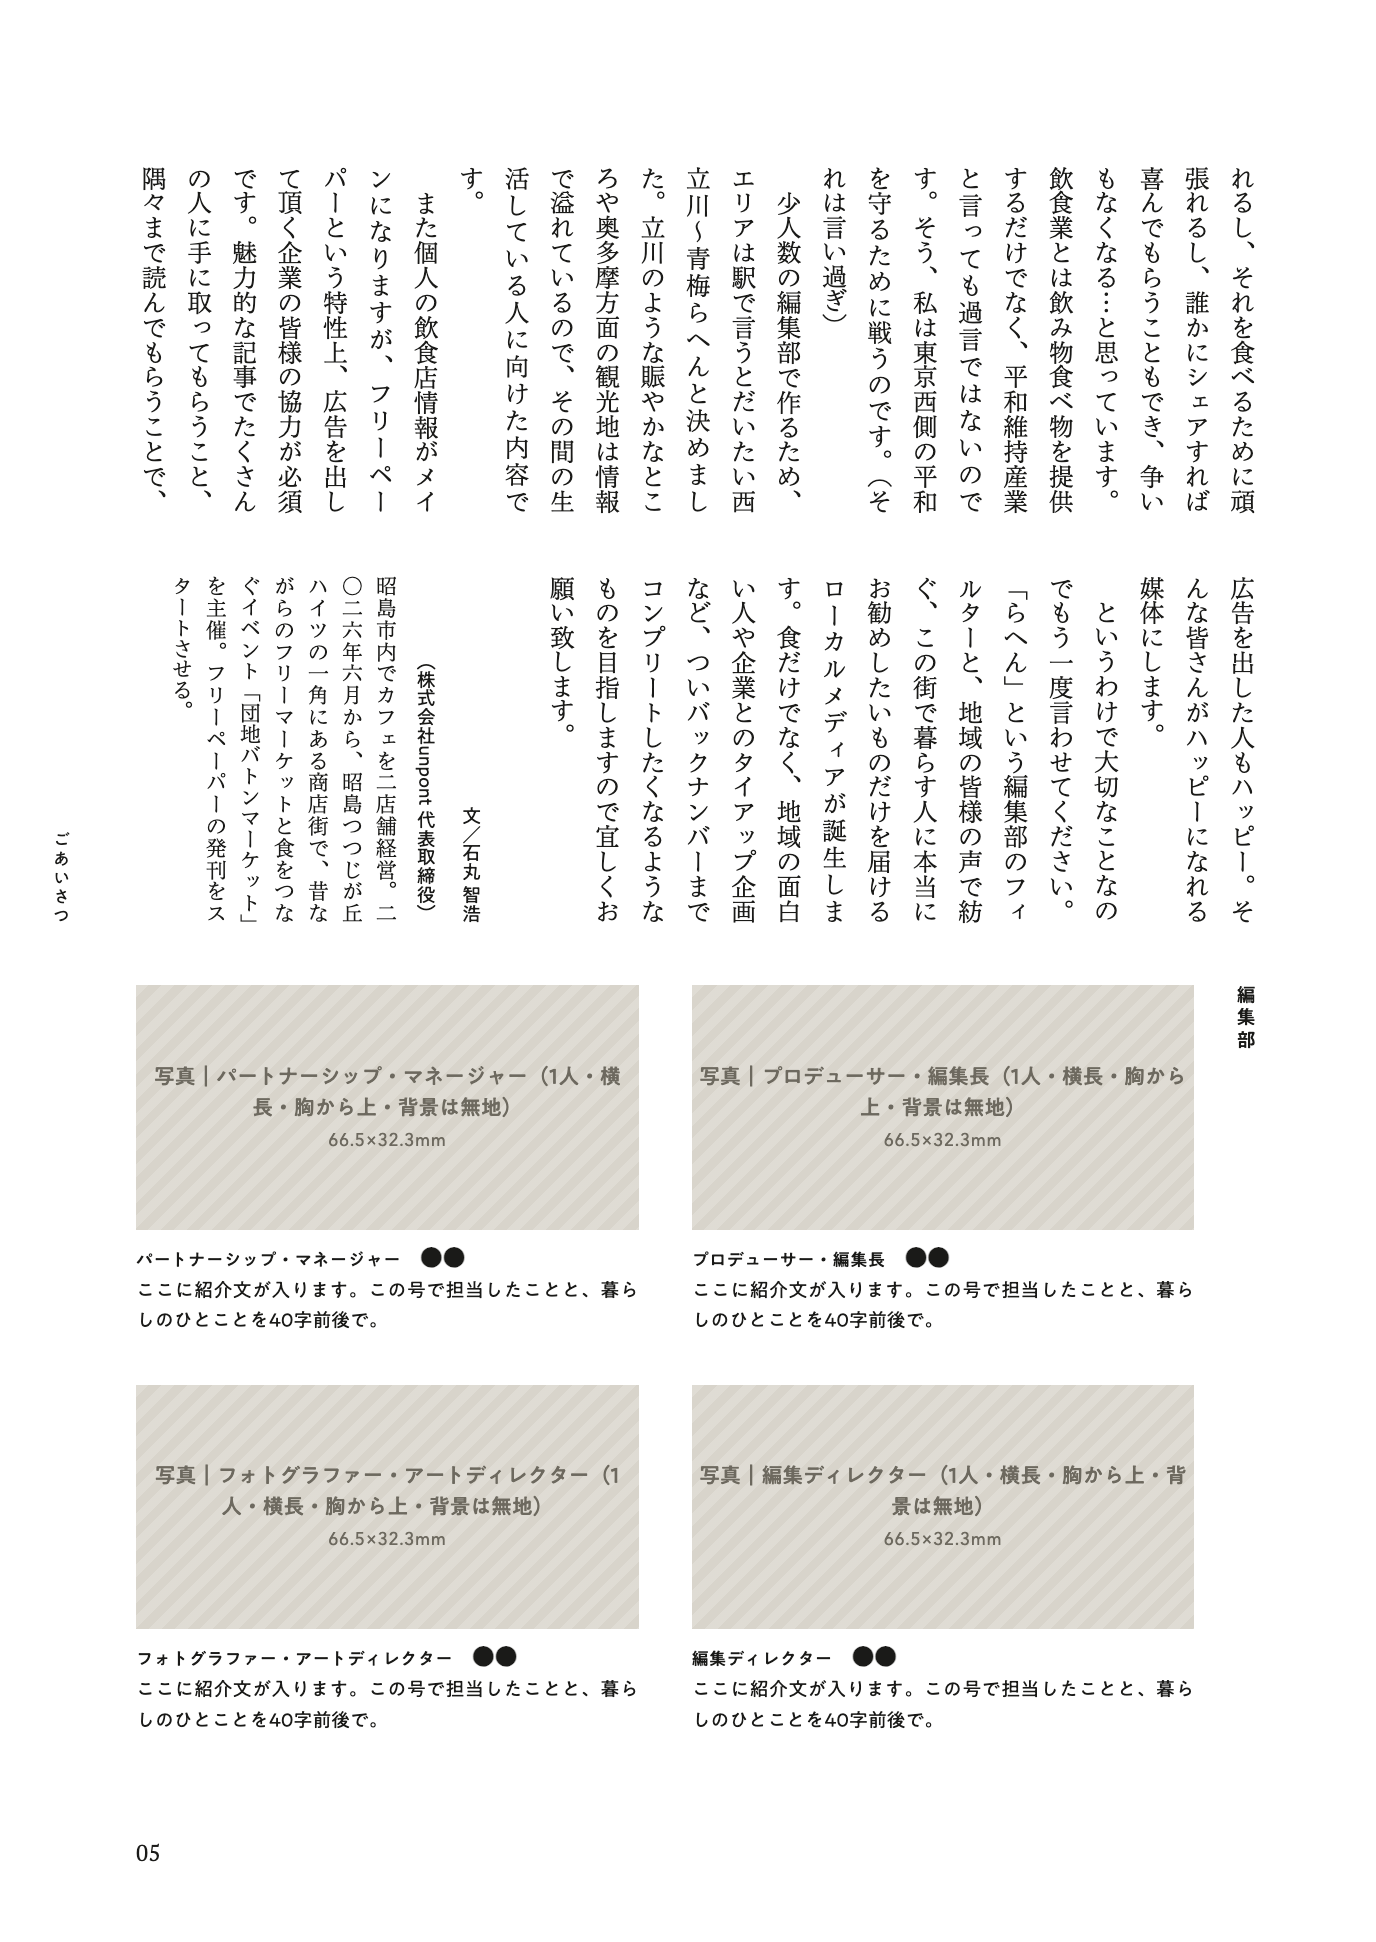 れるし、それを食べるために頑
張れるし、誰かにシェアすれば
喜んでもらうこともでき、争い
もなくなる…と思っています。
飲食業とは飲み物食べ物を提供
するだけでなく、平和維持産業
と言っても過言ではないので
す。そう、私は東京西側の平和
を守るために戦うのです。（そ
れは言い過ぎ）
　少人数の編集部で作るため、
エリアは駅で言うとだいたい西
立川〜青梅らへんと決めまし
た。立川のような賑やかなとこ
ろや奥多摩方面の観光地は情報
で溢れているので、その間の生
活している人に向けた内容で
す。
　また個人の飲食店情報がメイ
ンになりますが、フリーペー
パーという特性上、広告を出し
て頂く企業の皆様の協力が必須
です。魅力的な記事でたくさん
の人に手に取ってもらうこと、
隅々まで読んでもらうことで、
広告を出した人もハッピー。そ
んな皆さんがハッピーになれる
媒体にします。
　というわけで大切なことなの
でもう一度言わせてください。
「らへん」という編集部のフィ
ルターと、地域の皆様の声で紡
ぐ、この街で暮らす人に本当に
お勧めしたいものだけを届ける
ローカルメディアが誕生しま
す。食だけでなく、地域の面白
い人や企業とのタイアップ企画
など、ついバックナンバーまで
コンプリートしたくなるような
ものを目指しますので宜しくお
願い致します。
文／石丸 智浩
（株式会社unpont 代表取締役）
昭島市内でカフェを二店舗経営。二
〇二六年六月から、昭島つつじが丘
ハイツの一角にある商店街で、昔な
がらのフリーマーケットと食をつな
ぐイベント「団地バトンマーケット」
を主催。フリーペーパーの発刊をス
タートさせる。
ごあいさつ
編集部
写真｜プロデューサー・編集長（1人・横長・胸から
上・背景は無地）
66.5×32.3mm
プロデューサー・編集長　●●
ここに紹介文が入ります。この号で担当したことと、暮ら
しのひとことを40字前後で。
写真｜パートナーシップ・マネージャー（1人・横
長・胸から上・背景は無地）
66.5×32.3mm
パートナーシップ・マネージャー　●●
ここに紹介文が入ります。この号で担当したことと、暮ら
しのひとことを40字前後で。
写真｜編集ディレクター（1人・横長・胸から上・背
景は無地）
66.5×32.3mm
編集ディレクター　●●
ここに紹介文が入ります。この号で担当したことと、暮ら
しのひとことを40字前後で。
写真｜フォトグラファー・アートディレクター（1
人・横長・胸から上・背景は無地）
66.5×32.3mm
フォトグラファー・アートディレクター　●●
ここに紹介文が入ります。この号で担当したことと、暮ら
しのひとことを40字前後で。
05